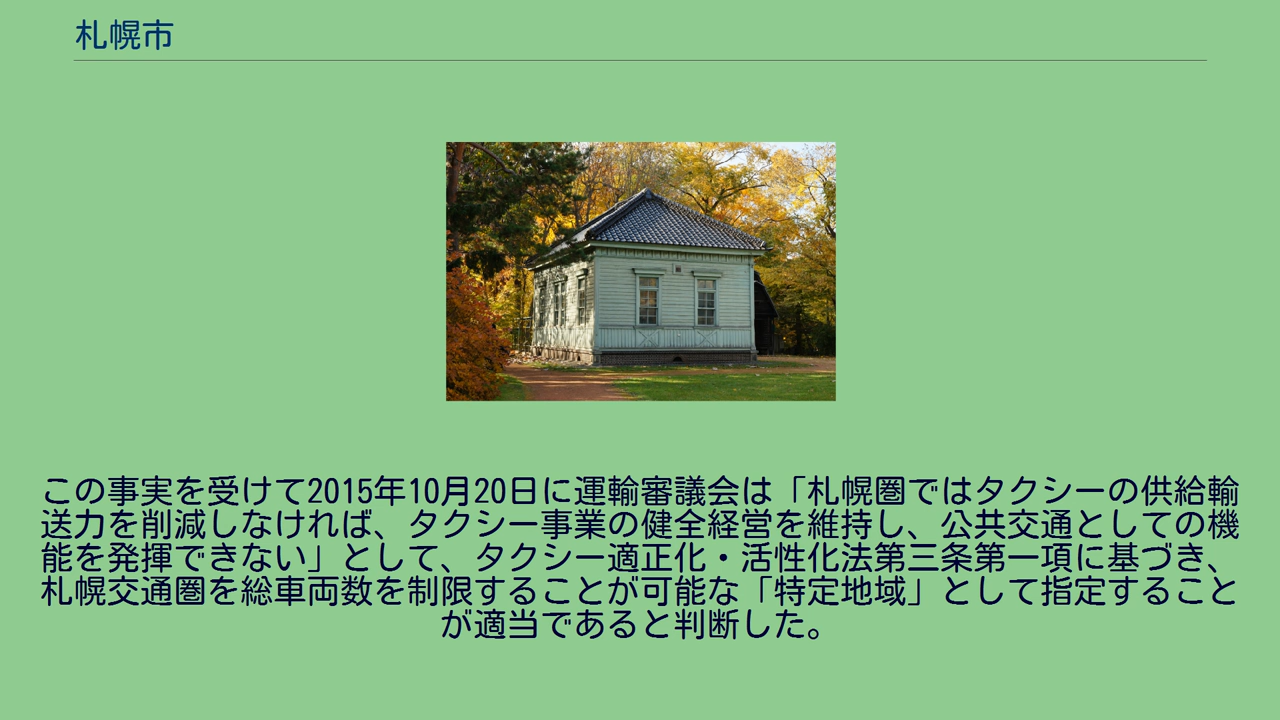 札幌市
この事実を受けて2015年10月20日に運輸審議会は「札幌圏ではタクシーの供給輸
送力を削減しなければ、タクシー事業の健全経営を維持し、公共交通としての機
能を発揮できない」として、タクシー適正化・活性化法第三条第一項に基づき、
札幌交通圏を総車両数を制限することが可能な「特定地域」として指定すること
が適当であると判断した。